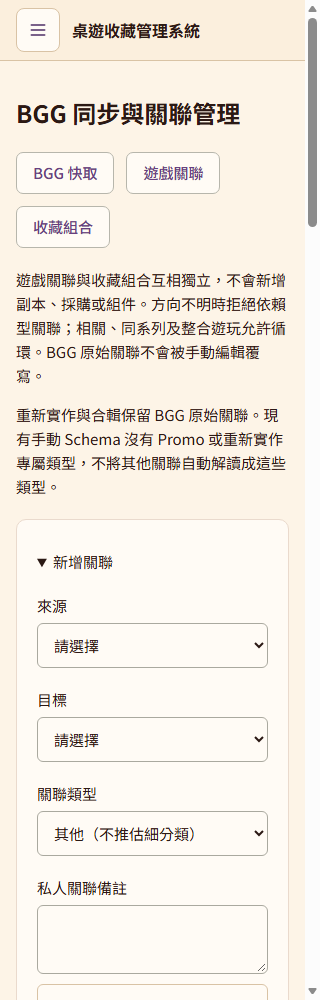 桌遊收藏管理系統
BGG 同步與關聯管理
BGG 快取
遊戲關聯
收藏組合
遊戲關聯與收藏組合互相獨立，不會新增
副本、採購或組件。方向不明時拒絕依賴
型關聯；相關、同系列及整合遊玩允許循
環。BGG 原始關聯不會被手動編輯覆
寫。
重新實作與合輯保留 BGG 原始關聯。現
有手動 Schema 沒有 Promo 或重新實作
專屬類型，不將其他關聯自動解讀成這些
類型。
▼ 新增關聯
來源
請選擇
目標
請選擇
關聯類型
其他（不推估細分類）
私人關聯備註